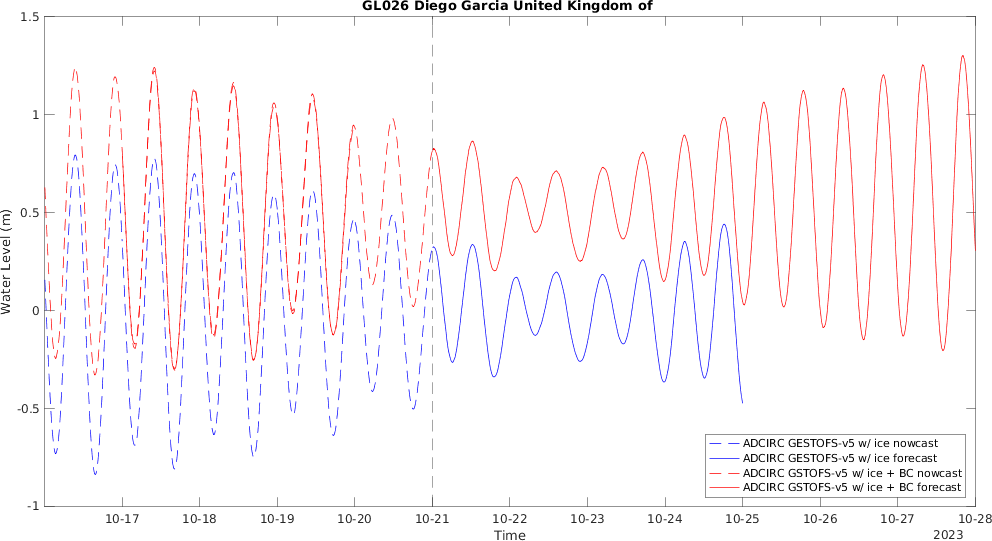 GL026 Diego Garcia United Kingdom of
1.5
1
0.5
0
-0.5
-1
Water Level (m)
ADCIRC GESTOFS-v5 w/ ice nowcast
ADCIRC GESTOFS-v5 w/ ice forecast
ADCIRC GSTOFS-v5 w/ ice + BC nowcast
ADCIRC GSTOFS-v5 w/ ice + BC forecast
10-17 10-18 10-19 10-20 10-21 10-22 10-23 10-24 10-25 10-26 10-27 10-28
Time
2023